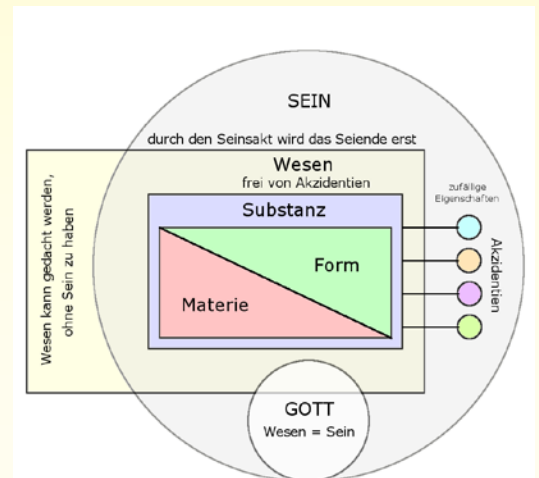 SEIN
durch den Seinsakt wird das Seiende erst
Wesen
frei von Akzidentien
Substanz
Form
Materie
GOTT
Wesen = Sein
Wesen kann gedacht werden,
ohne Sein zu haben
zufällige
Eigenschaften
Akzidentien